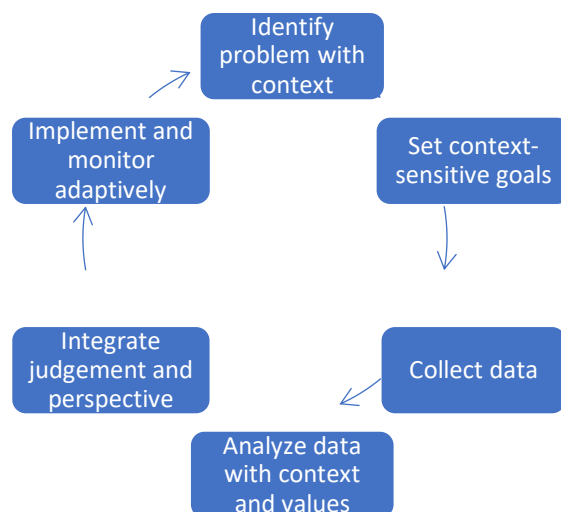 Identify
problem with
context
Set context-
sensitive goals
Collect data
Analyze data
with context
and values
Integrate
judgement and
perspective
Implement and
monitor
adaptively